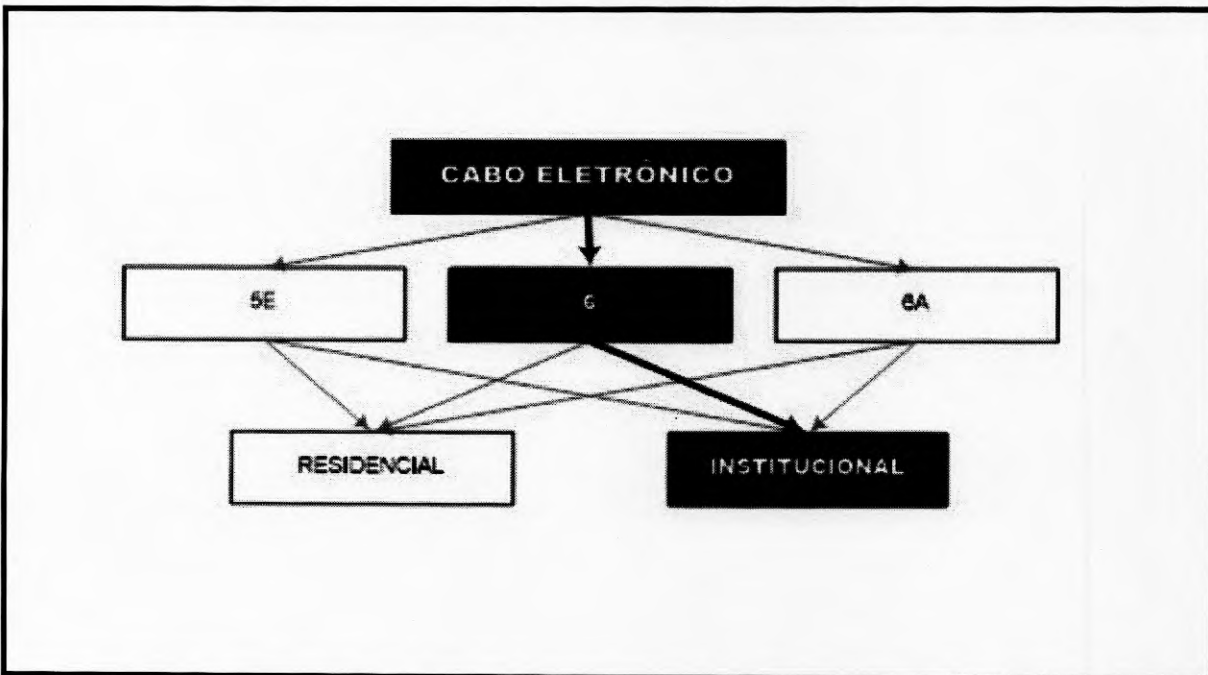 CABO ELETRÔNICO
5E
6
6A
RESIDENCIAL
INSTITUCIONAL